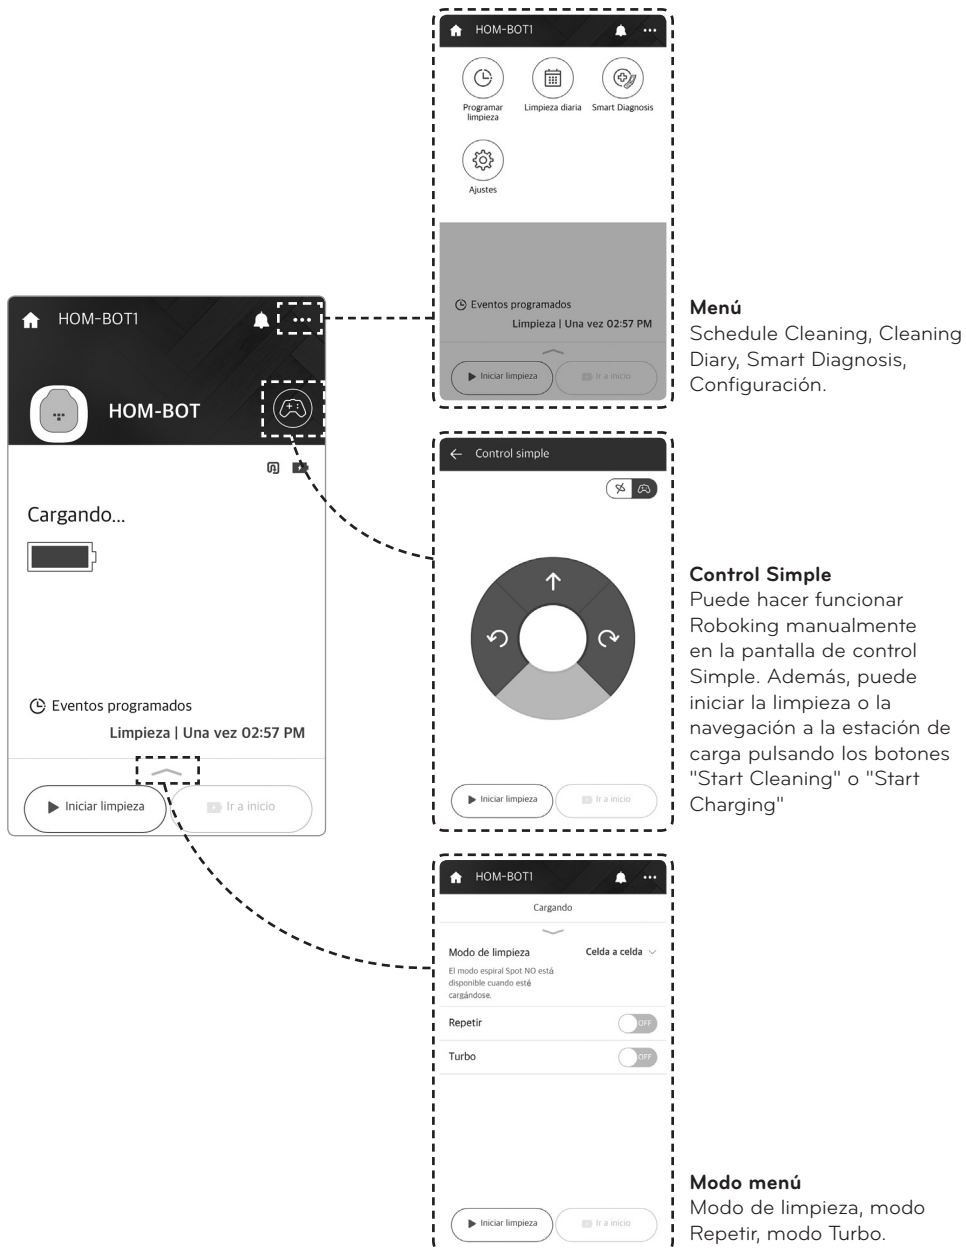 HOM-BOT1
HOM-BOT
Cargando...
Eventos programados
Limpieza | Una vez 02:57 PM
Iniciar limpieza
Ir a inicio
HOM-BOT1
Programar
limpieza
Limpieza diaria
Smart Diagnosis
Ajustes
Eventos programados
Limpieza | Una vez 02:57 PM
Iniciar limpieza
Ir a inicio
Menú
Schedule Cleaning, Cleaning
Diary, Smart Diagnosis,
Configuración.
Control simple
Iniciar limpieza
Ir a inicio
Control Simple
Puede hacer funcionar
Roboking manualmente
en la pantalla de control
Simple. Además, puede
iniciar la limpieza o la
navegación a la estación de
carga pulsando los botones
"Start Cleaning" o "Start
Charging"
HOM-BOT1
Cargando
Modo de limpieza
Celda a celda
El modo espiral Spot NO está
disponible cuando esté
cargándose.
Repetir
OFF
Turbo
OFF
Iniciar limpieza
Ir a inicio
Modo menú
Modo de limpieza, modo
Repetir, modo Turbo.